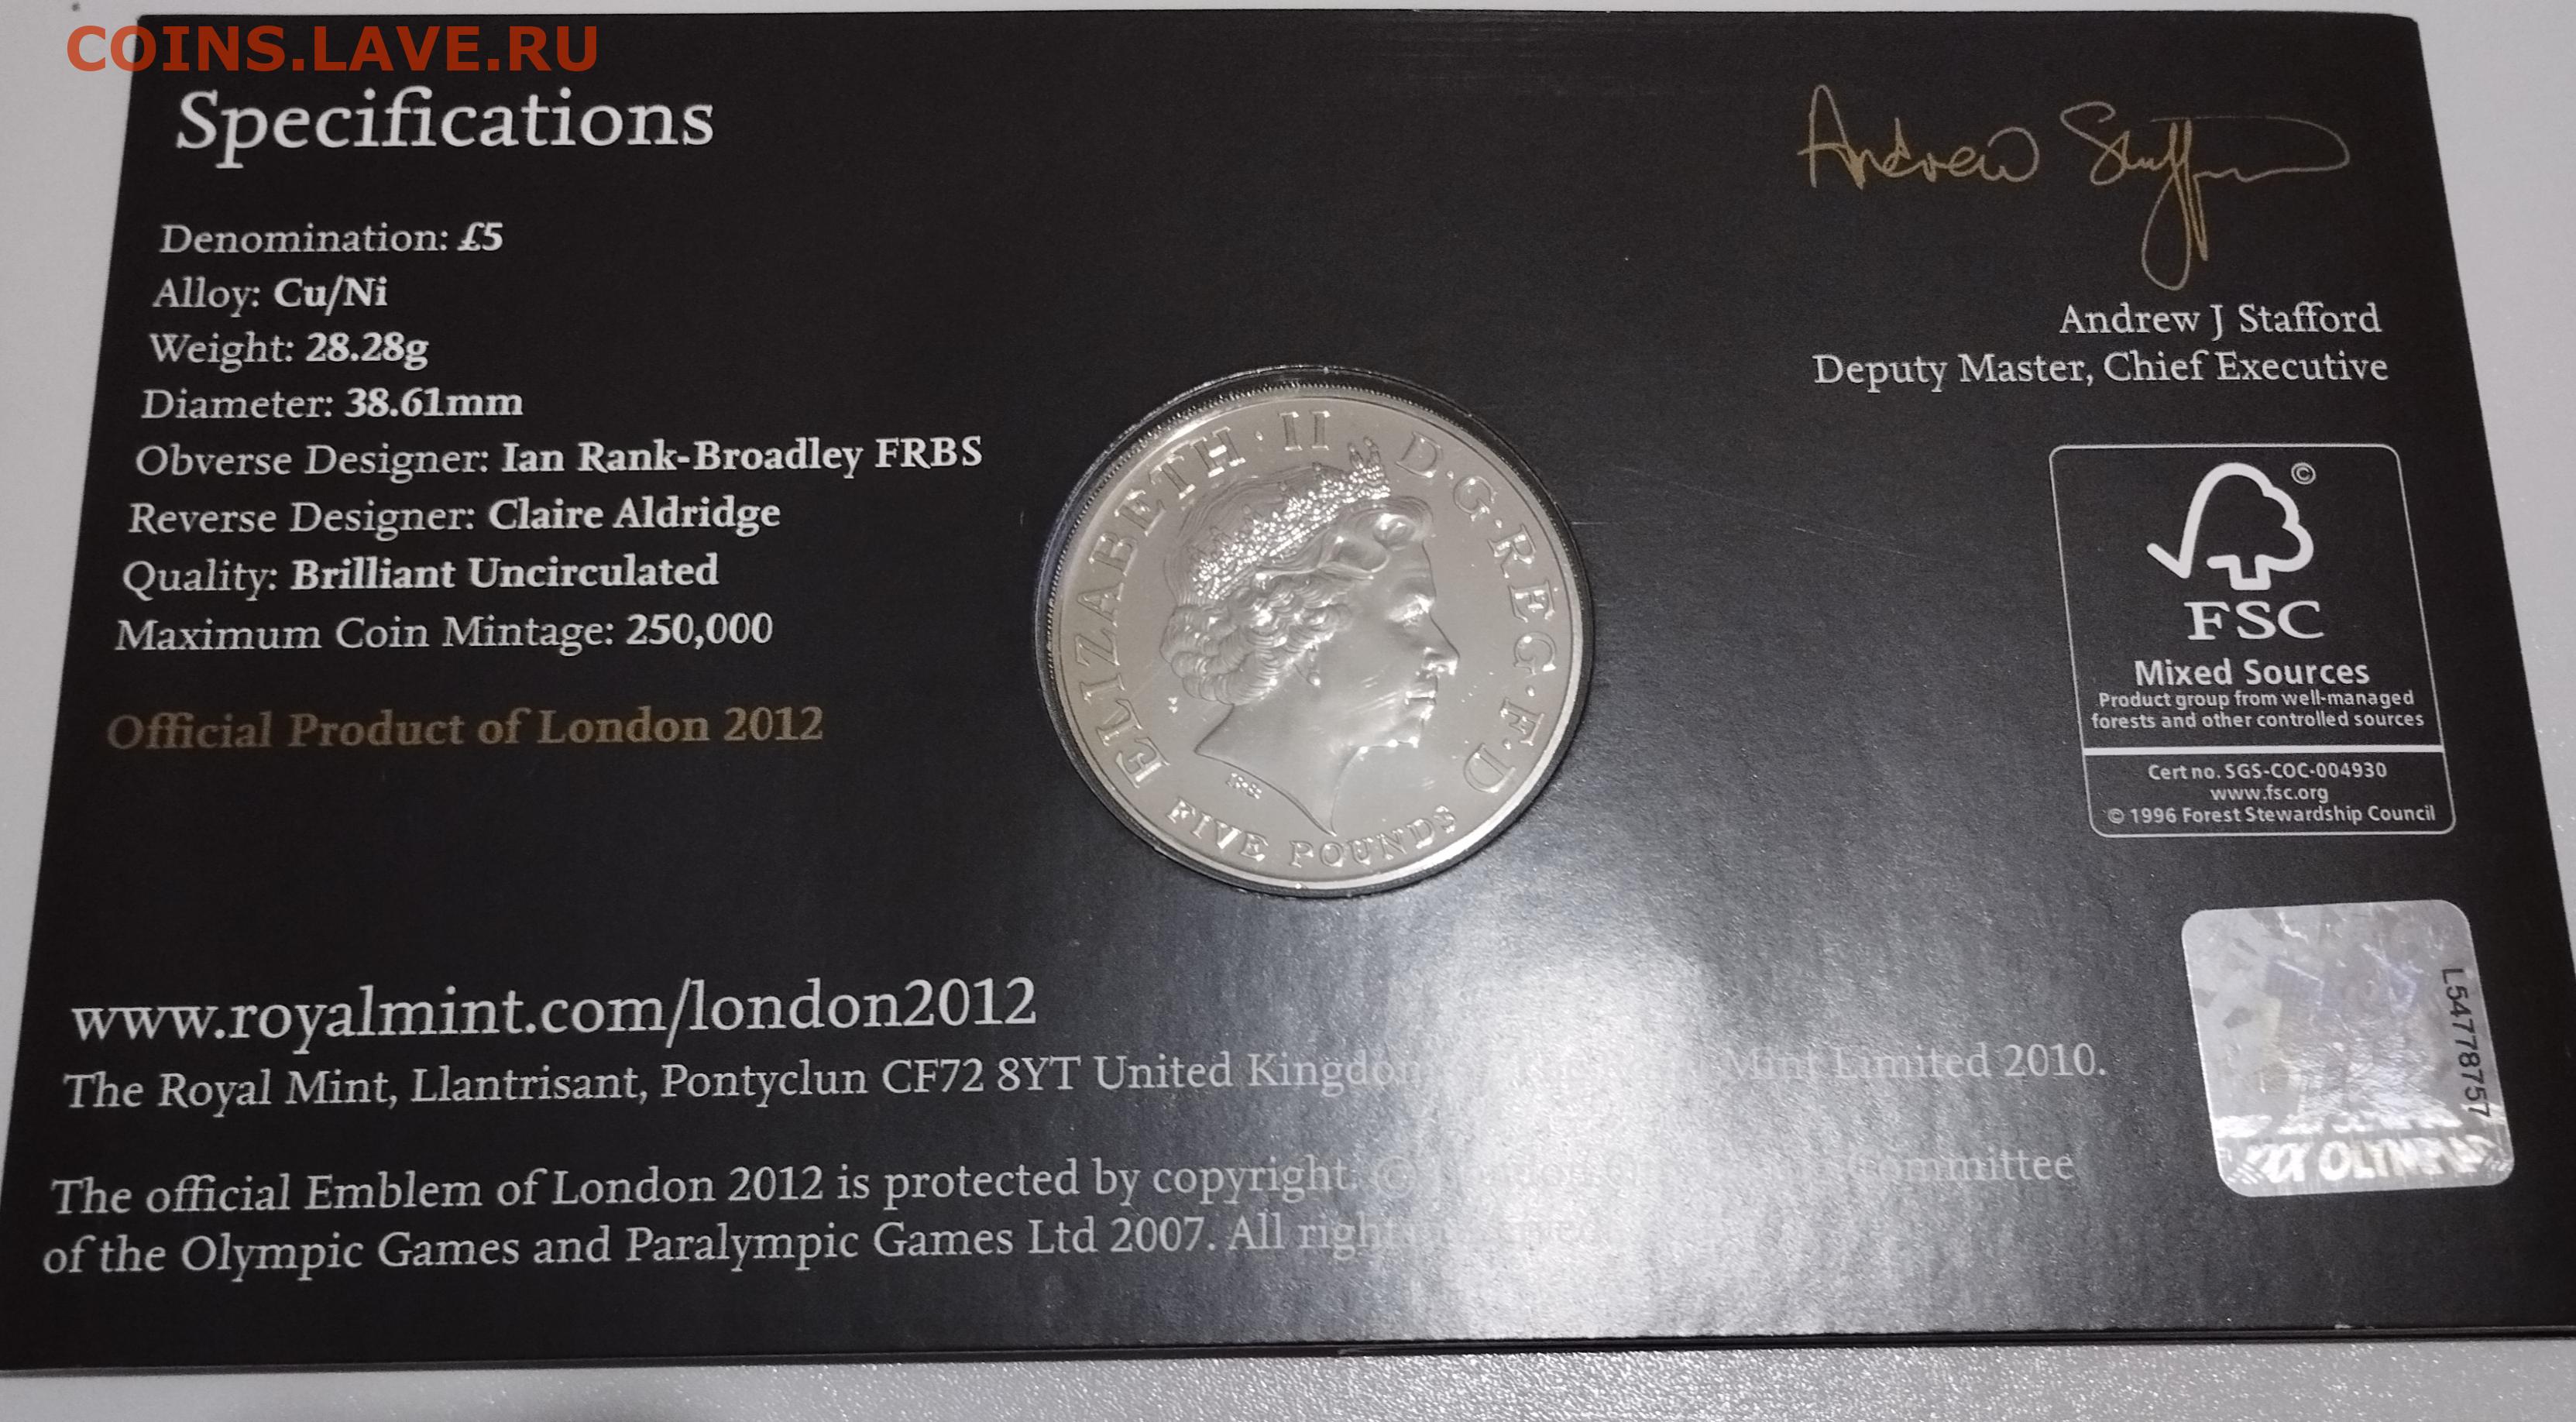 COINS.LAVE.RU
Specifications
Denomination: £5
Alloy: Cu/Ni
Weight: 28.28g
Diameter: 38.61mm
Obverse Designer: Ian Rank-Broadley FRBS
Reverse Designer: Claire Aldridge
Quality: Brilliant Uncirculated
Maximum Coin Mintage: 250,000
Official Product of London 2012
ELIZABETH · II D · G · REG · F · D
FIVE POUNDS
IRB
Andrew Stafford
Andrew J Stafford
Deputy Master, Chief Executive
©
FSC
Mixed Sources
Product group from well-managed
forests and other controlled sources
Cert no. SGS-COC-004930
www.fsc.org
© 1996 Forest Stewardship Council
L54778757
XXX OLYMPIAD
www.royalmint.com/london2012
The Royal Mint, Llantrisant, Pontyclun CF72 8YT United Kingdom Mint Limited 2010.
The official Emblem of London 2012 is protected by copyright. © Committee
of the Olympic Games and Paralympic Games Ltd 2007. All rights